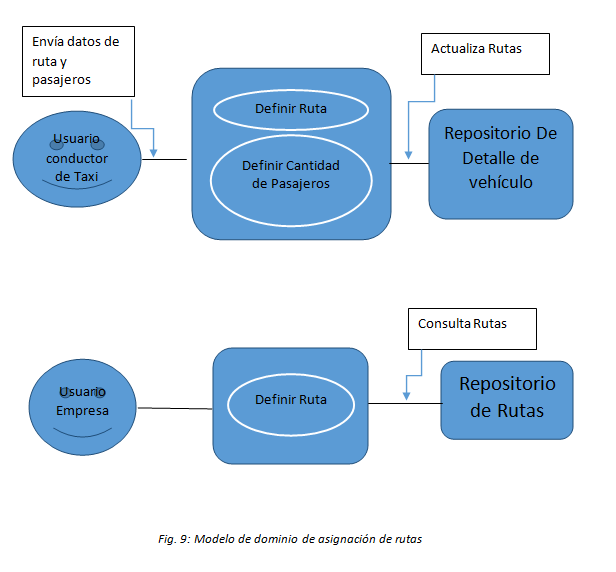 Envía datos de
ruta y
pasajeros
Actualiza Rutas
Usuario
conductor
de Taxi
Definir Ruta
Definir Cantidad
de Pasajeros
Repositorio De
Detalle de
vehículo
Consulta Rutas
Usuario
Empresa
Definir Ruta
Repositorio
de Rutas
Fig. 9: Modelo de dominio de asignación de rutas